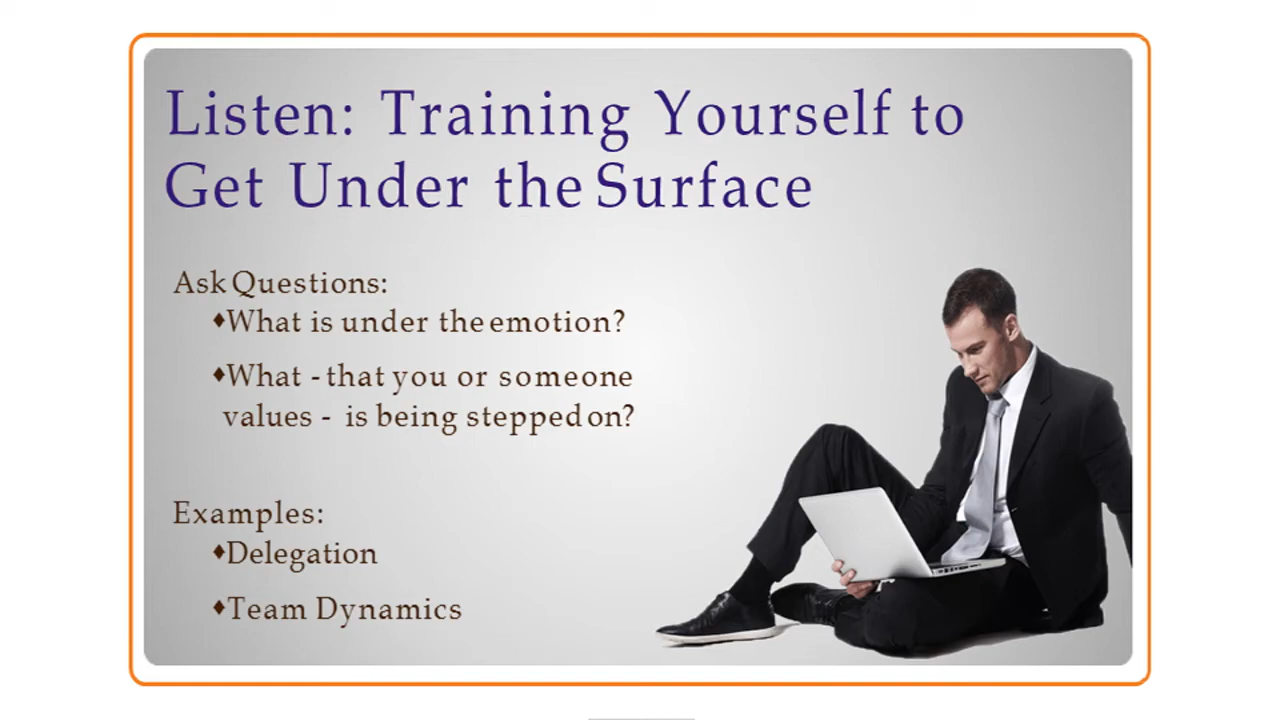 Listen: Training Yourself to
Get Under the Surface
Ask Questions:
♦What is under the emotion?
♦What - that you or someone
values - is being stepped on?
Examples:
♦Delegation
♦Team Dynamics